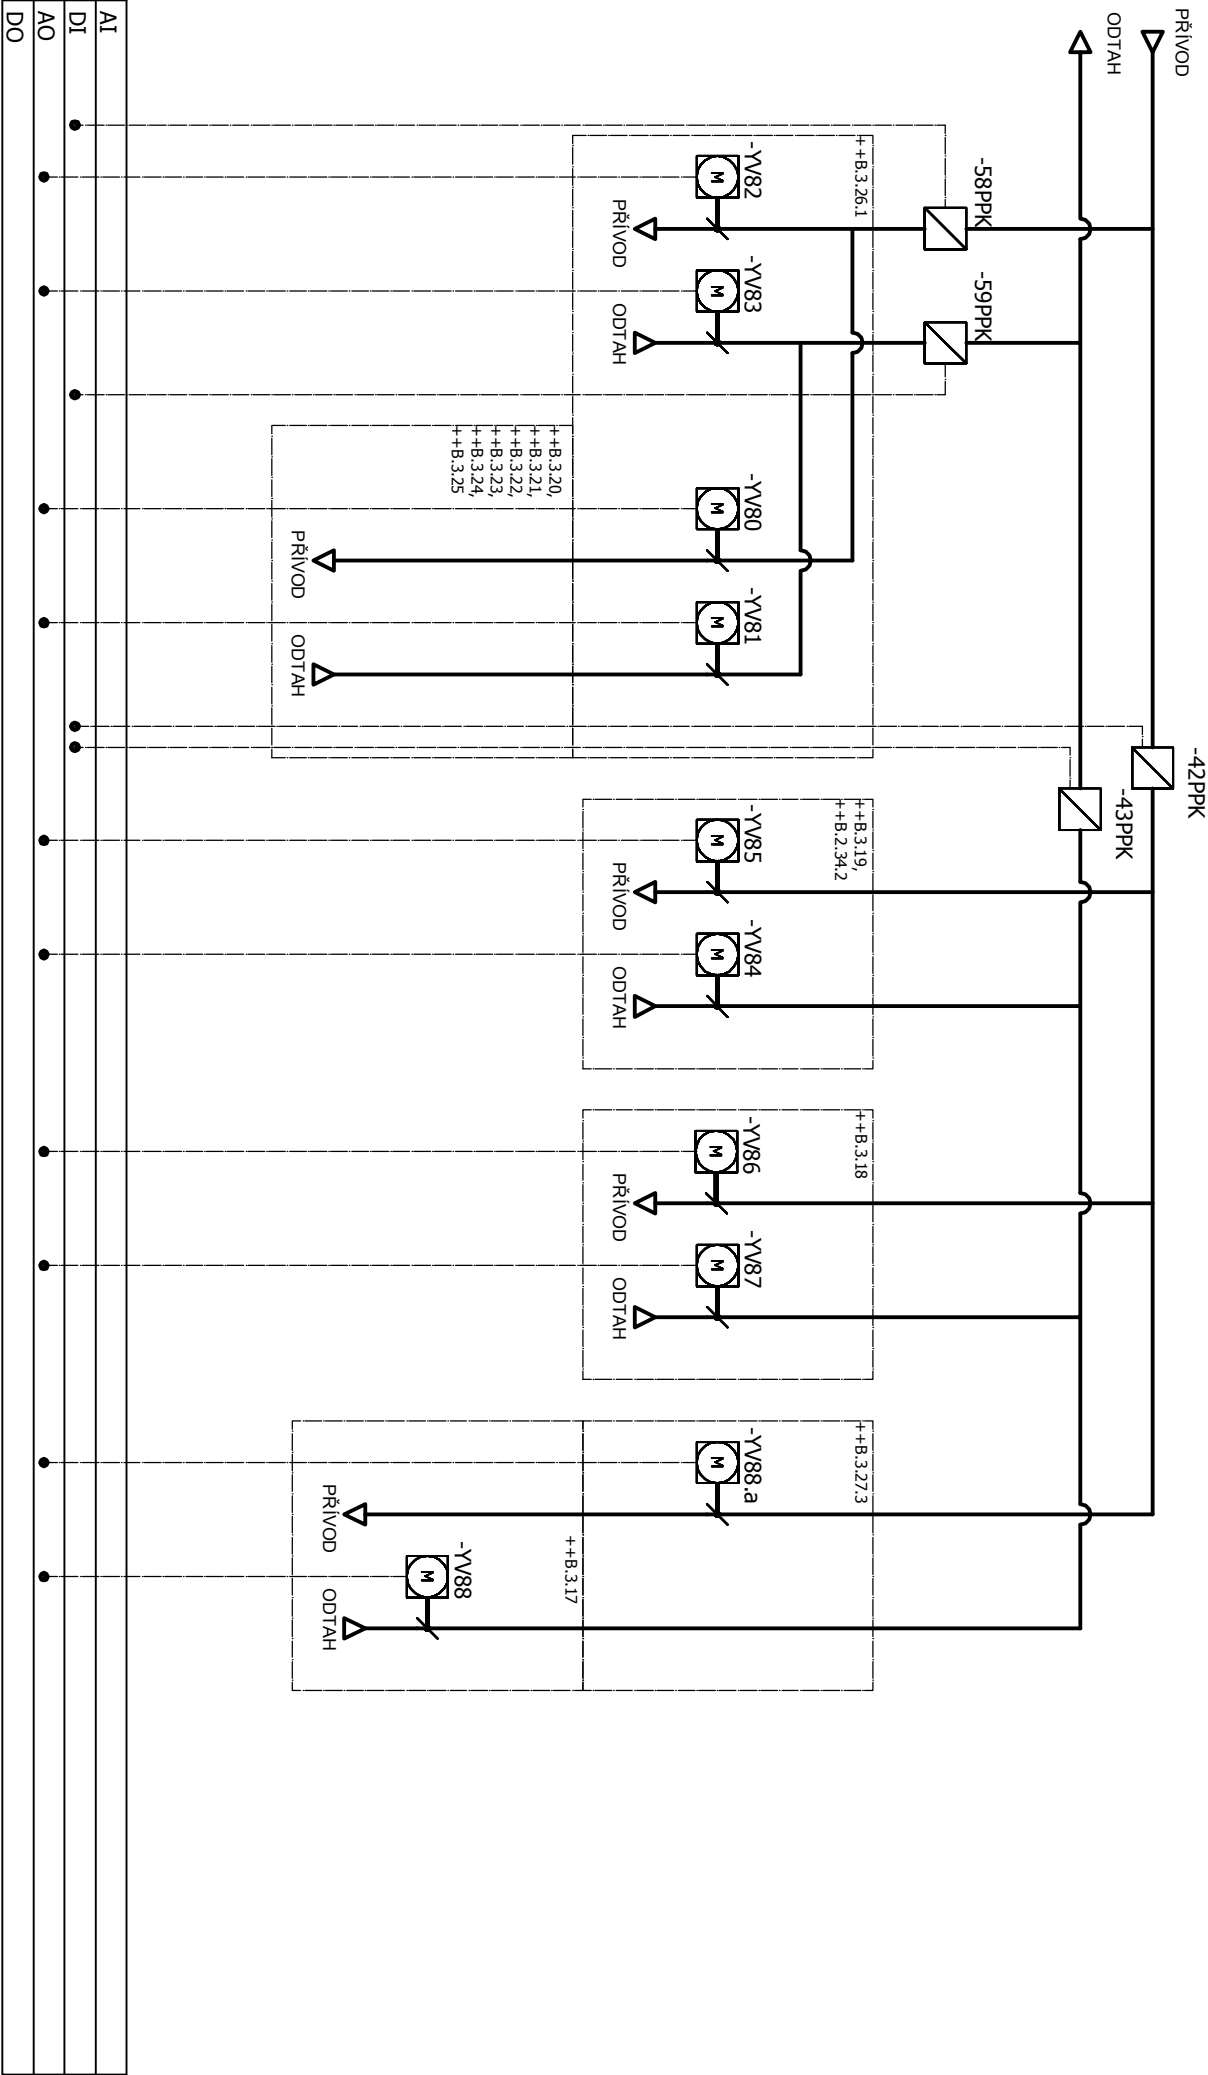 PŘÍVOD
ODTAH
-42PPK
-43PPK
-58PPK
-59PPK
++B.3.26.1
-YV82
PŘÍVOD
-YV83
ODTAH
-YV80
PŘÍVOD
-YV81
ODTAH
++B.3.20,
++B.3.21,
++B.3.22,
++B.3.23,
++B.3.24,
++B.3.25
++B.3.19,
++B.2.34.2
-YV85
PŘÍVOD
-YV84
ODTAH
++B.3.18
-YV86
PŘÍVOD
-YV87
ODTAH
++B.3.27.3
-YV88.a
PŘÍVOD
++B.3.17
-YV88
ODTAH
M
M
M
M
M
M
M
M
M
M
AI
DI
AO
DO